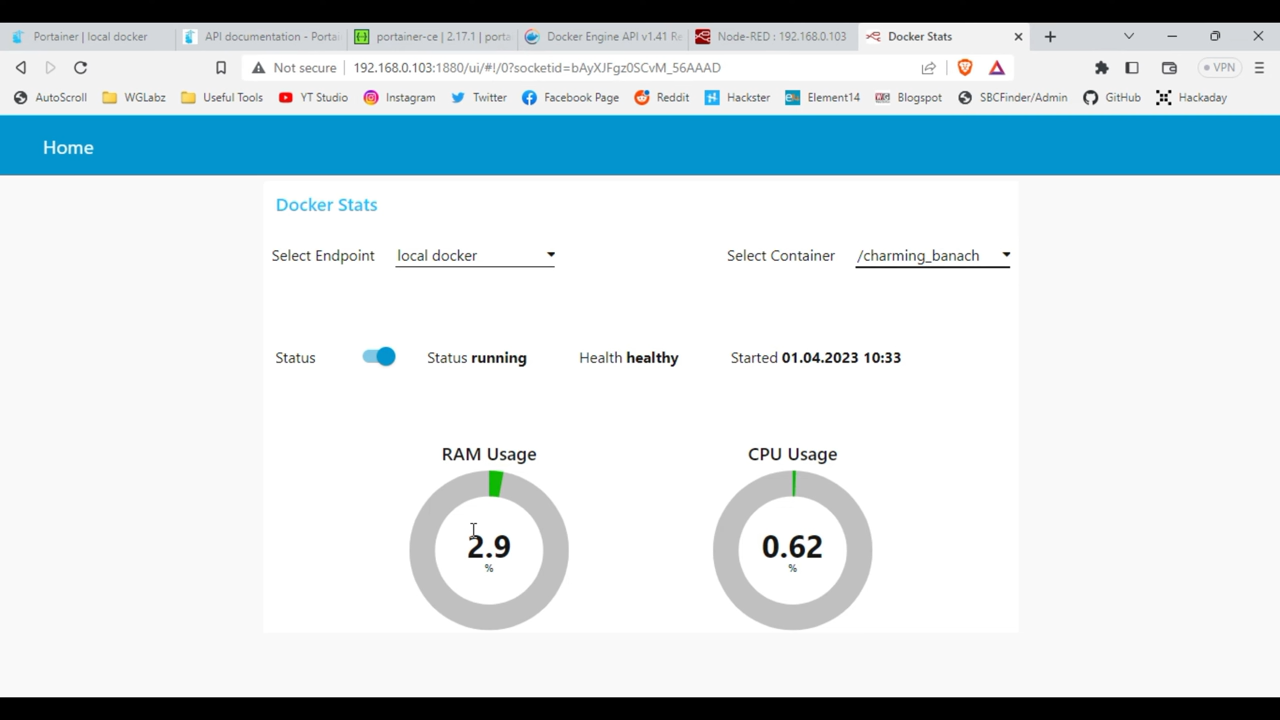 Portainer | local docker
API documentation - Portai
portainer-ce | 2.17.1 | porta
Docker Engine API v1.41 Re
Node-RED : 192.168.0.103
Docker Stats
Not secure
192.168.0.103:1880/ui/#!/0?socketid=bAyXJFgz0SCvM_56AAAD
VPN
AutoScroll
WGLabz
Useful Tools
YT Studio
Instagram
Twitter
Facebook Page
Reddit
Hackster
Element14
Blogspot
SBCFinder/Admin
GitHub
Hackaday
Home
Docker Stats
Select Endpoint
local docker
Select Container
/charming_banach
Status
Status running
Health healthy
Started 01.04.2023 10:33
RAM Usage
CPU Usage
2.9
%
0.62
%